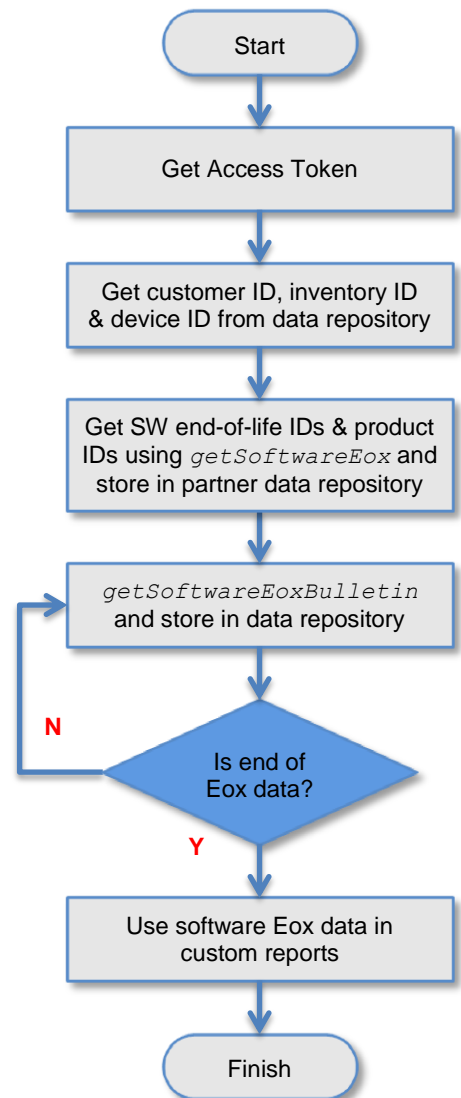 Start
Get Access Token
Get customer ID, inventory ID
& device ID from data repository
Get SW end-of-life IDs & product
IDs using getSoftwareEox and
store in partner data repository
getSoftwareEoxBulletin
and store in data repository
N
Is end of
Eox data?
Y
Use software Eox data in
custom reports
Finish